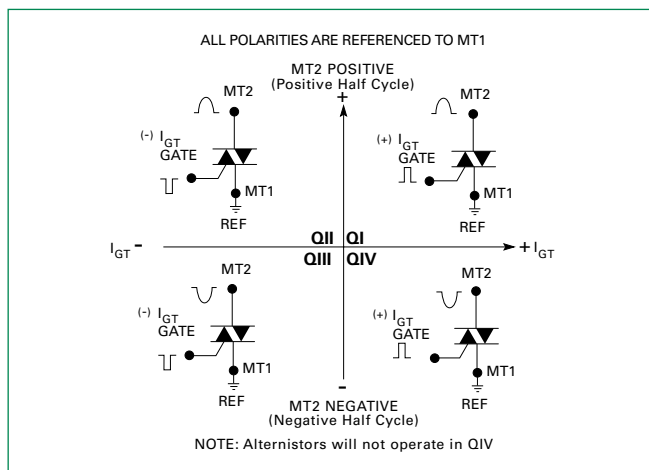 ALL POLARITIES ARE REFERENCED TO MT1
MT2 POSITIVE
(Positive Half Cycle)
+
MT2
(-) IGT
GATE
MT1
REF
MT2
(+) IGT
GATE
MT1
REF
IGT -
QII QI
QIII QIV
+ IGT
MT2
(-) IGT
GATE
MT1
REF
MT2
(+) IGT
GATE
MT1
REF
-
MT2 NEGATIVE
(Negative Half Cycle)
NOTE: Alternistors will not operate in QIV